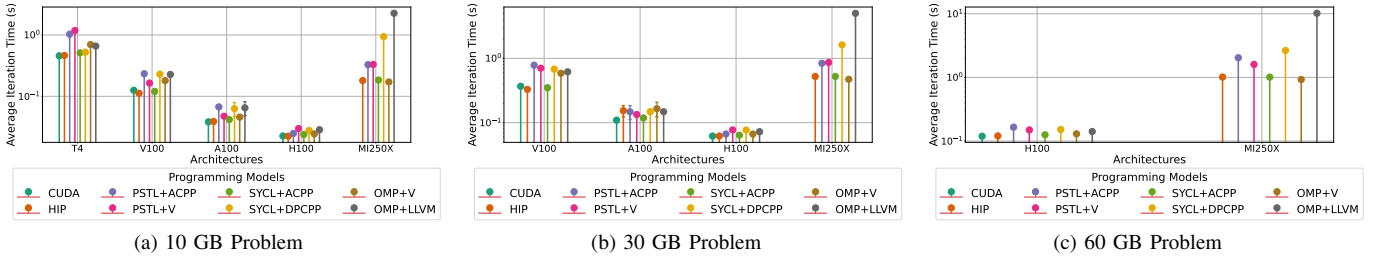 Average Iteration Time (s)
10⁰
10⁻¹
T4 V100 A100 H100 MI250X
Architectures
Programming Models
CUDA PSTL+ACPP SYCL+ACPP OMP+V
HIP PSTL+V SYCL+DPCPP OMP+LLVM
(a) 10 GB Problem
Average Iteration Time (s)
10⁰
10⁻¹
V100 A100 H100 MI250X
Architectures
Programming Models
CUDA PSTL+ACPP SYCL+ACPP OMP+V
HIP PSTL+V SYCL+DPCPP OMP+LLVM
(b) 30 GB Problem
Average Iteration Time (s)
10¹
10⁰
10⁻¹
H100 MI250X
Architectures
Programming Models
CUDA PSTL+ACPP SYCL+ACPP OMP+V
HIP PSTL+V SYCL+DPCPP OMP+LLVM
(c) 60 GB Problem